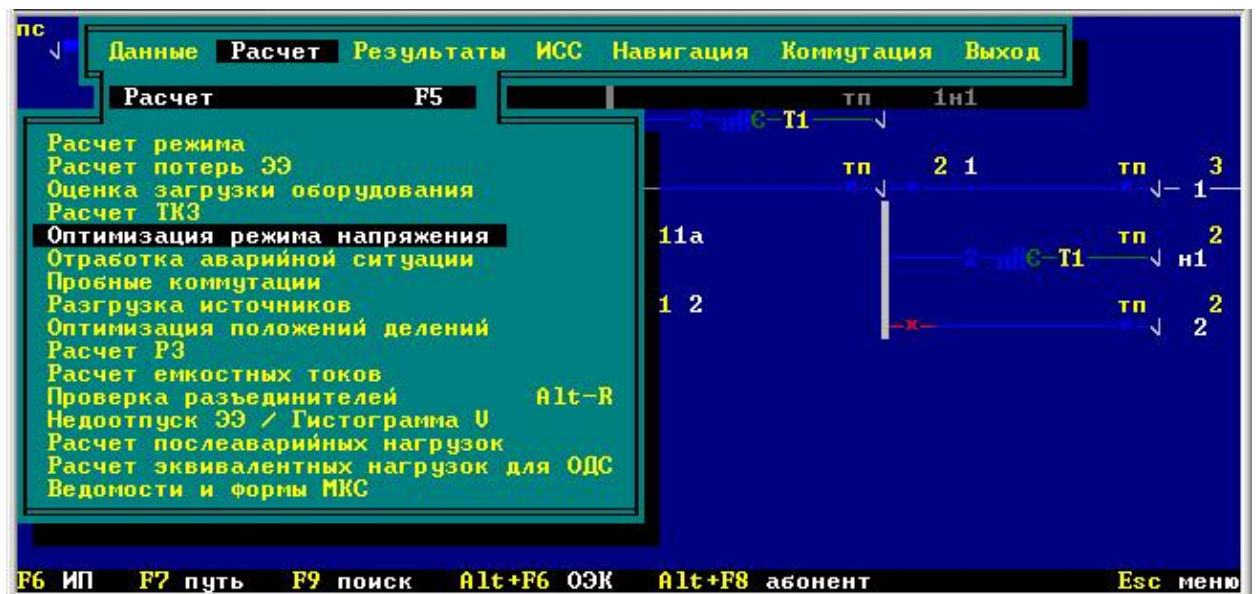 пс
Данные Расчет Результаты ИСС Навигация Коммутация Выход
Расчет F5
тп 1н1
2 Є-Т1
Расчет режима
Расчет потерь ЭЭ
тп 2 1 тп 3
Оценка загрузки оборудования
1
Расчет ТКЗ
Оптимизация режима напряжения
11а тп 2
Отработка аварийной ситуации
2 Є-Т1 н1
Пробные коммутации
Разгрузка источников
1 2 тп 2
Оптимизация положений делений
2
Расчет РЗ
Расчет емкостных токов
Проверка разъединителей Alt-R
Недоотпуск ЭЭ / Гистограмма U
Расчет послеаварийных нагрузок
Расчет эквивалентных нагрузок для ОДС
Ведомости и формы МКС
F6 ИП F7 путь F9 поиск Alt+F6 ОЭК Alt+F8 абонент Esc меню